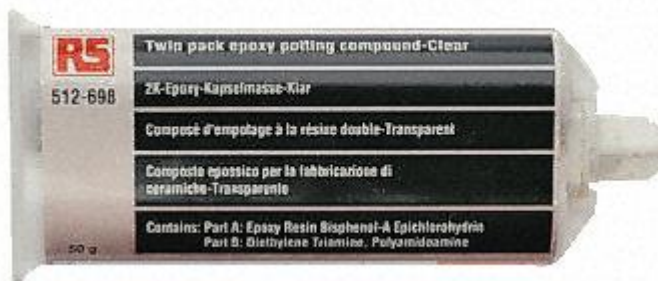 RS
512-698
Twin pack epoxy potting compound-Clear
2K-Epoxy-Kapselmasse-Klar
Composé d'empotage à la résine double-Transparent
Composto epossico per la fabbricazione di
ceramiche-Transparente
Contains: Part A: Epoxy Resin Bisphenol-A Epichlorohydrin
Part B: Diethylene Triamine, Polyamidoamine
50 g